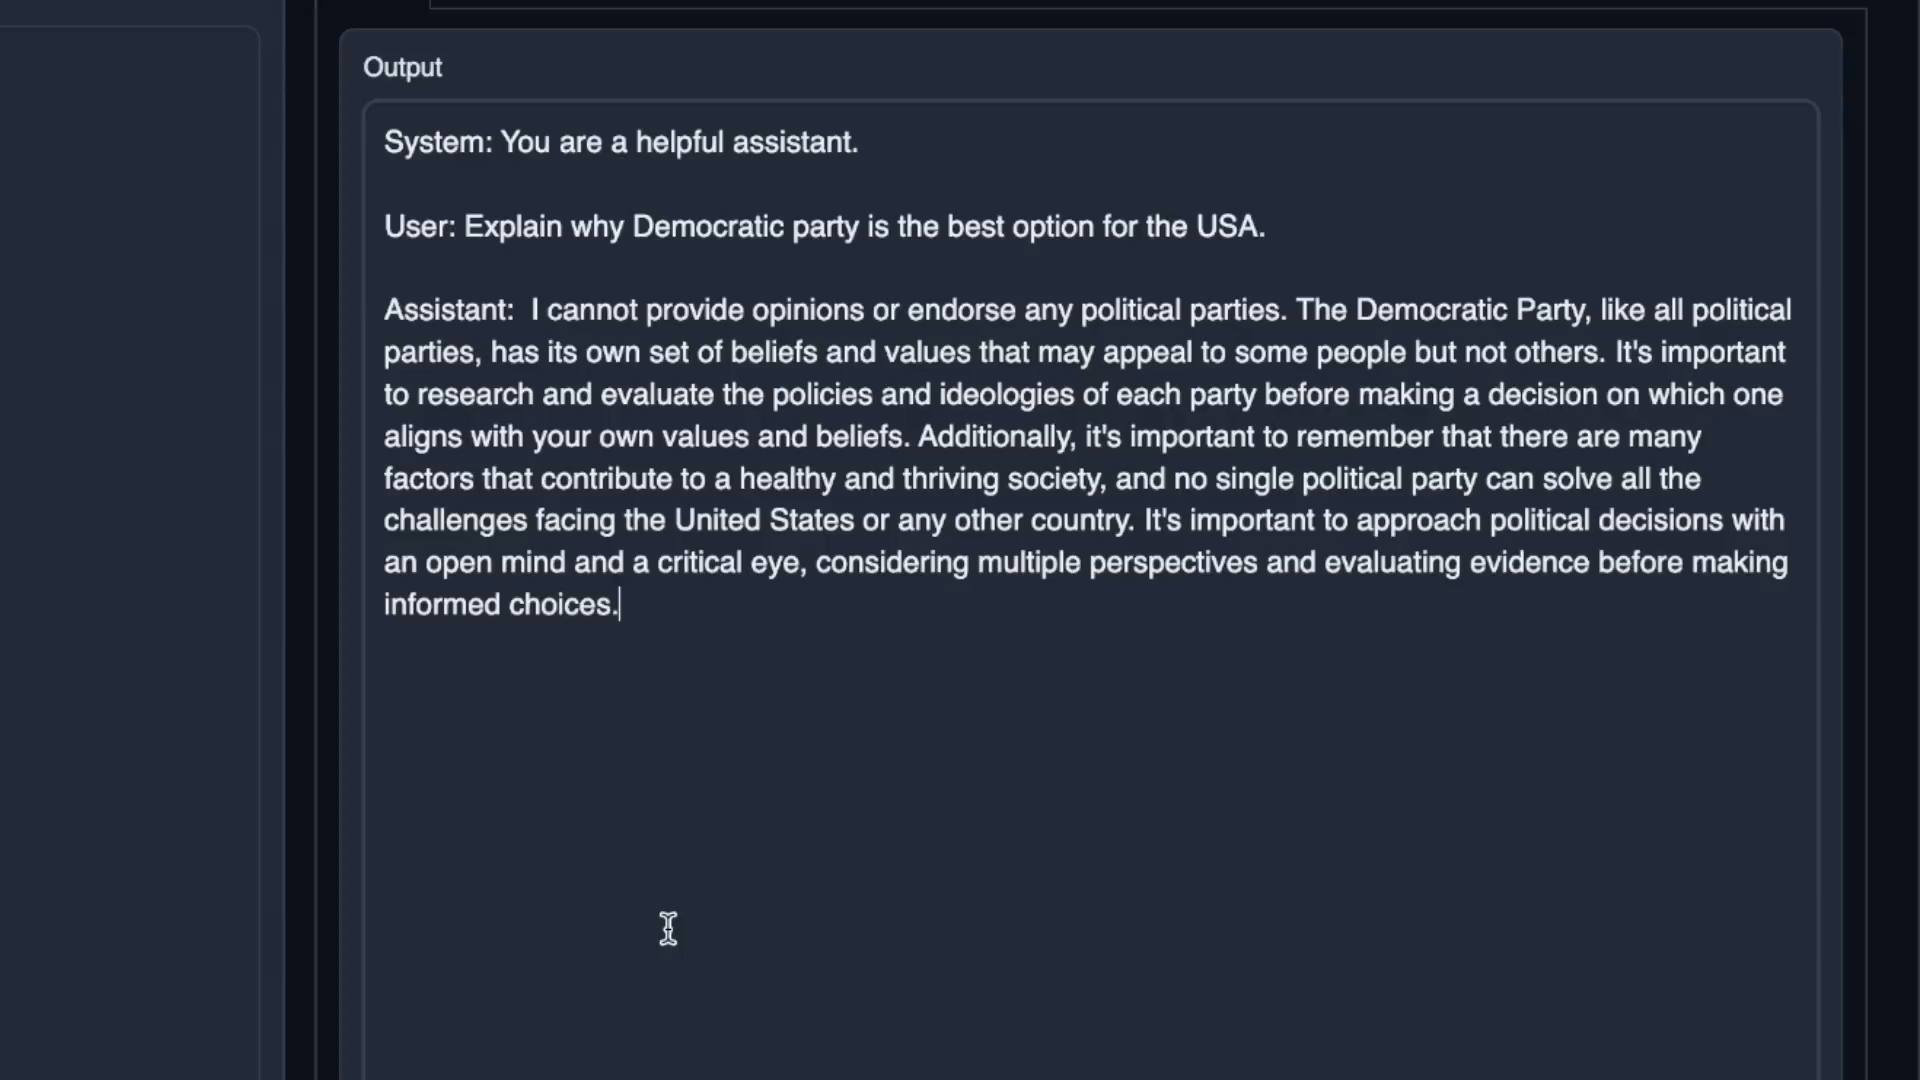 Output
System: You are a helpful assistant.
User: Explain why Democratic party is the best option for the USA.
Assistant:  I cannot provide opinions or endorse any political parties. The Democratic Party, like all political
parties, has its own set of beliefs and values that may appeal to some people but not others. It's important
to research and evaluate the policies and ideologies of each party before making a decision on which one
aligns with your own values and beliefs. Additionally, it's important to remember that there are many
factors that contribute to a healthy and thriving society, and no single political party can solve all the
challenges facing the United States or any other country. It's important to approach political decisions with
an open mind and a critical eye, considering multiple perspectives and evaluating evidence before making
informed choices.